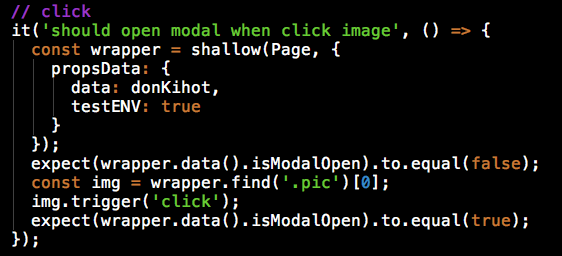 // click
it('should open modal when click image', () => {
  const wrapper = shallow(Page, {
    propsData: {
      data: donKihot,
      testENV: true
    }
  });
  expect(wrapper.data().isModalOpen).to.equal(false);
  const img = wrapper.find('.pic')[0];
  img.trigger('click');
  expect(wrapper.data().isModalOpen).to.equal(true);
});